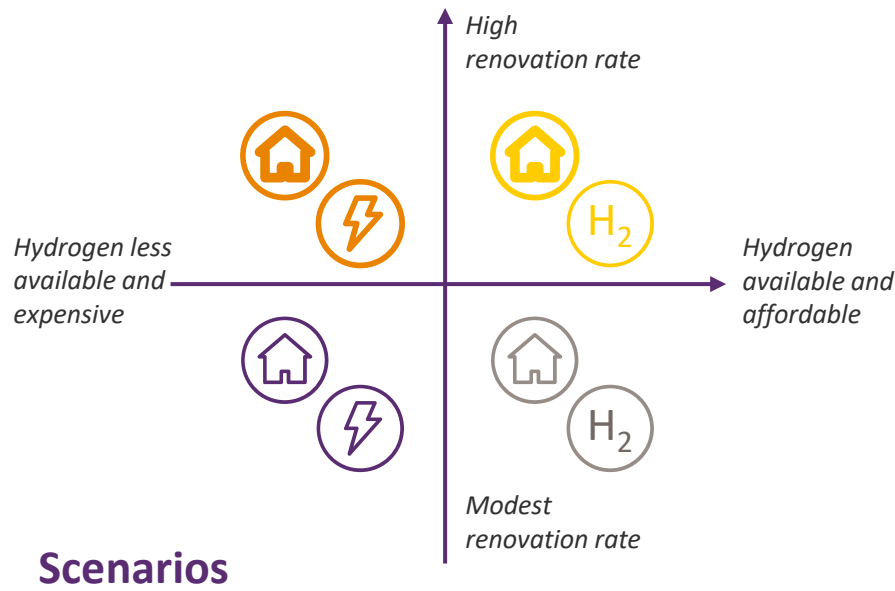 High
renovation rate
H₂
Hydrogen less
available and
expensive
Hydrogen
available and
affordable
H₂
Modest
renovation rate
Scenarios